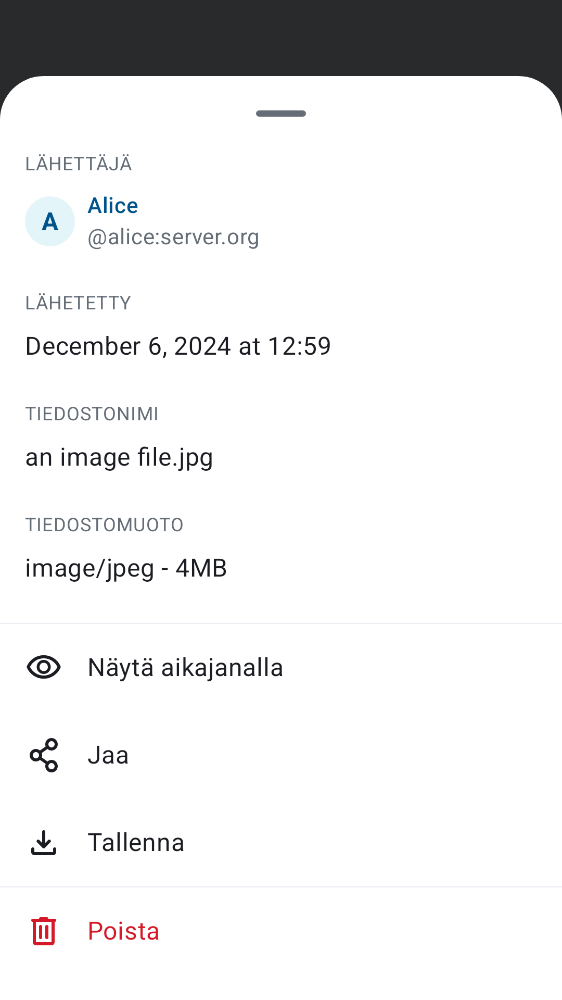 LÄHETTÄJÄ
A
Alice
@alice:server.org
LÄHETETTY
December 6, 2024 at 12:59
TIEDOSTONIMI
an image file.jpg
TIEDOSTOMUOTO
image/jpeg - 4MB
Näytä aikajanalla
Jaa
Tallenna
Poista